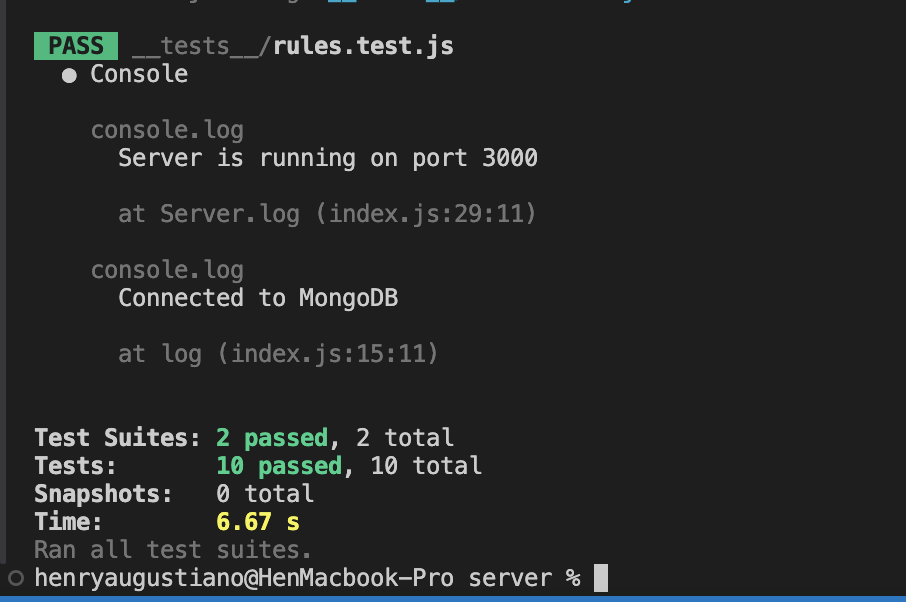 PASS __tests__/rules.test.js
● Console
console.log
Server is running on port 3000
at Server.log (index.js:29:11)
console.log
Connected to MongoDB
at log (index.js:15:11)
Test Suites: 2 passed, 2 total
Tests: 10 passed, 10 total
Snapshots: 0 total
Time: 6.67 s
Ran all test suites.
henryaugustiano@HenMacbook-Pro server %